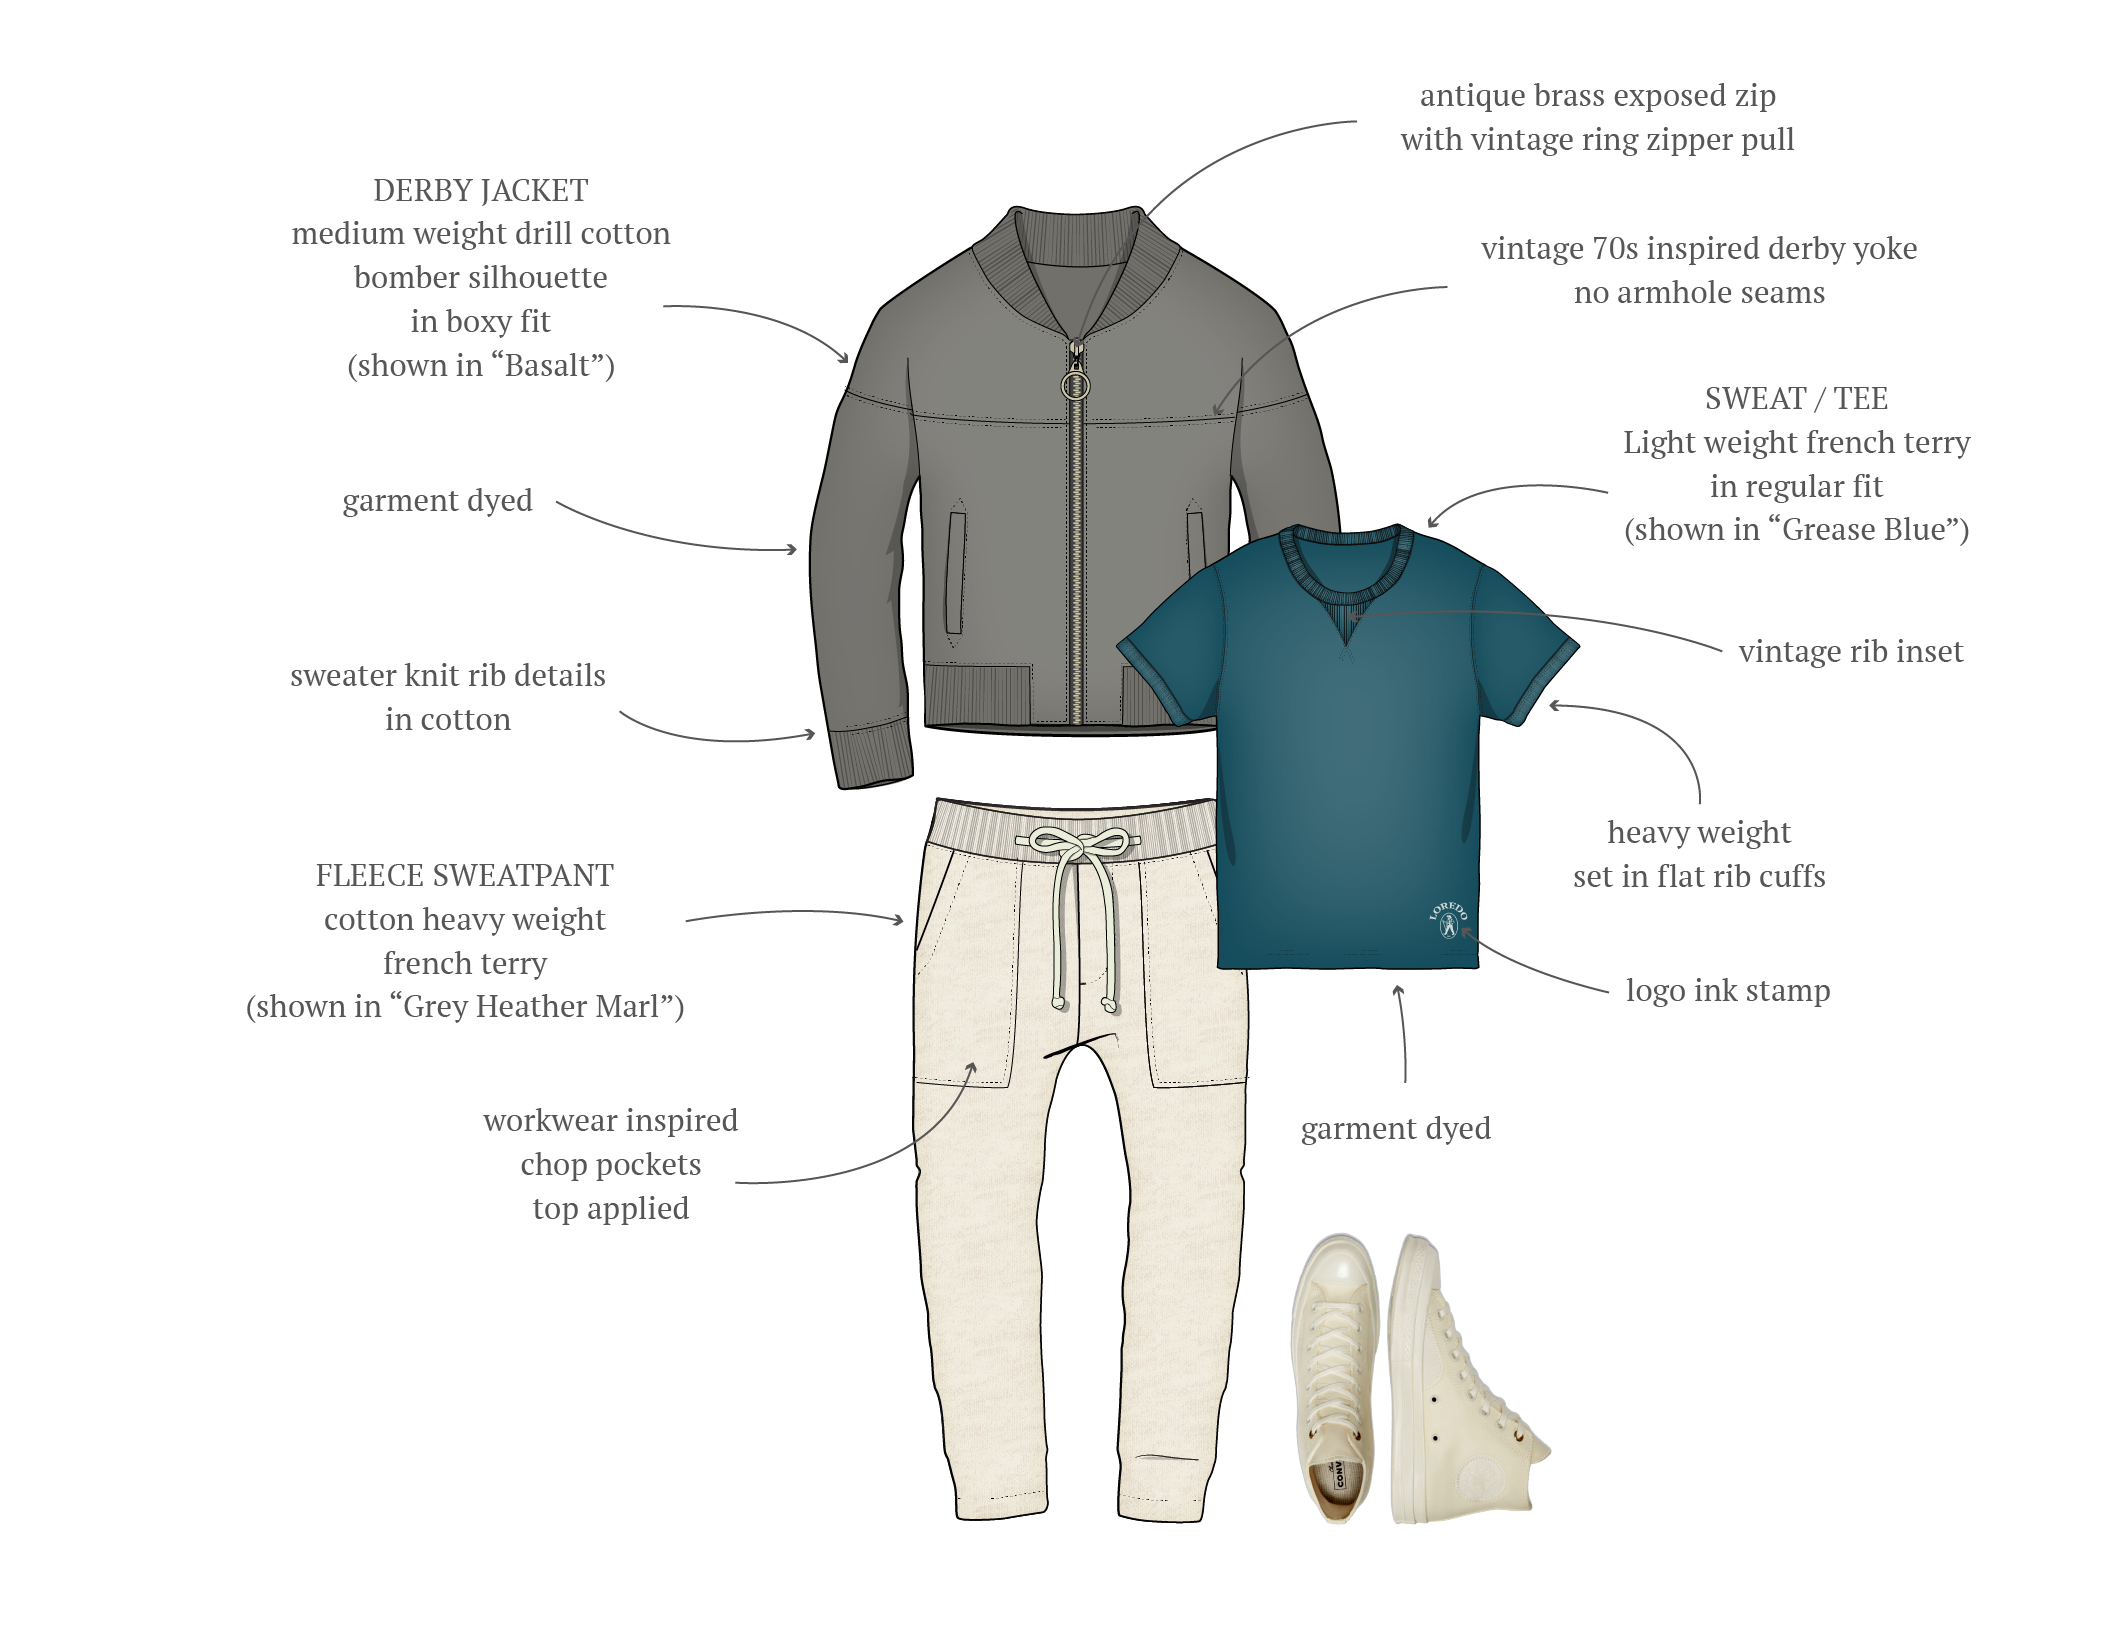 antique brass exposed zip
with vintage ring zipper pull
DERBY JACKET
medium weight drill cotton
bomber silhouette
in boxy fit
(shown in “Basalt”)
vintage 70s inspired derby yoke
no armhole seams
SWEAT / TEE
Light weight french terry
in regular fit
(shown in “Grease Blue”)
garment dyed
vintage rib inset
sweater knit rib details
in cotton
heavy weight
set in flat rib cuffs
FLEECE SWEATPANT
cotton heavy weight
french terry
(shown in “Grey Heather Marl”)
LOREDO
logo ink stamp
workwear inspired
chop pockets
top applied
garment dyed
CONV